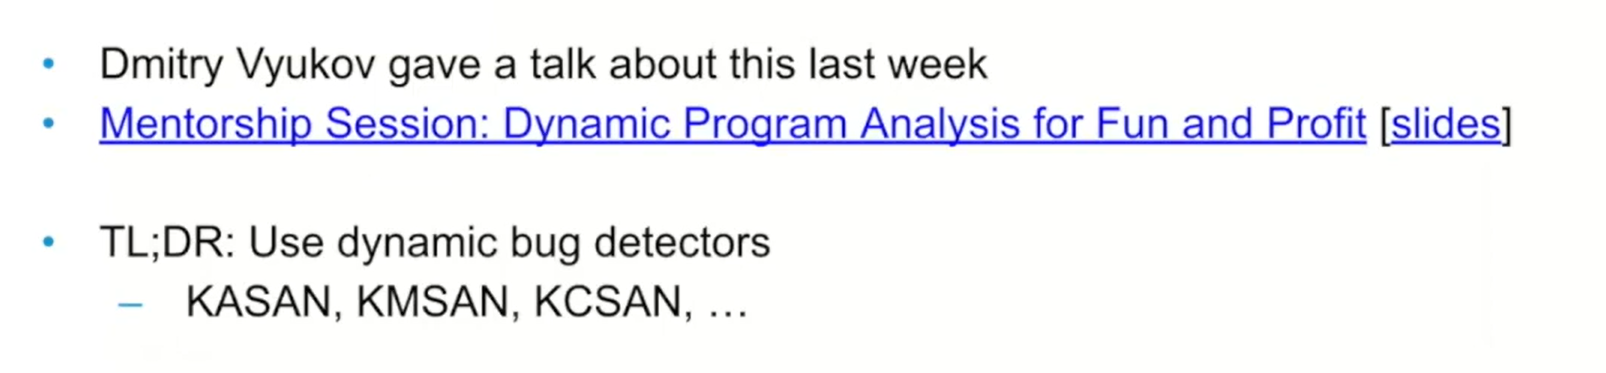 • Dmitry Vyukov gave a talk about this last week
• Mentorship Session: Dynamic Program Analysis for Fun and Profit [slides]
• TL;DR: Use dynamic bug detectors
– KASAN, KMSAN, KCSAN, …